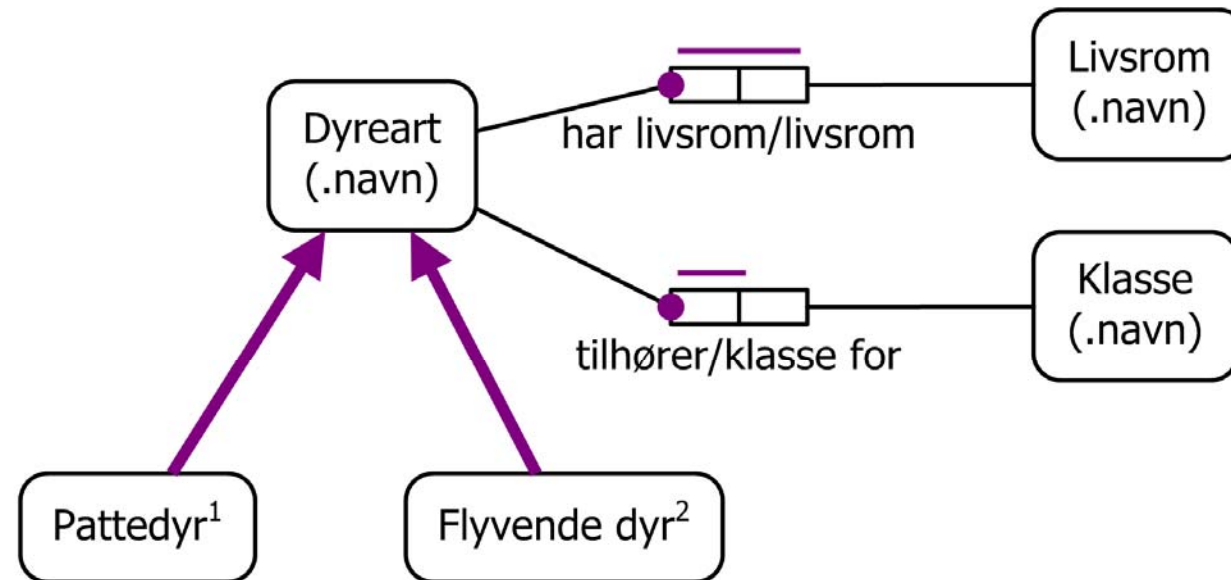 Livsrom
(.navn)
Dyreart
(.navn)
har livsrom/livsrom
Klasse
(.navn)
tilhører/klasse for
Pattedyr¹
Flyvende dyr²